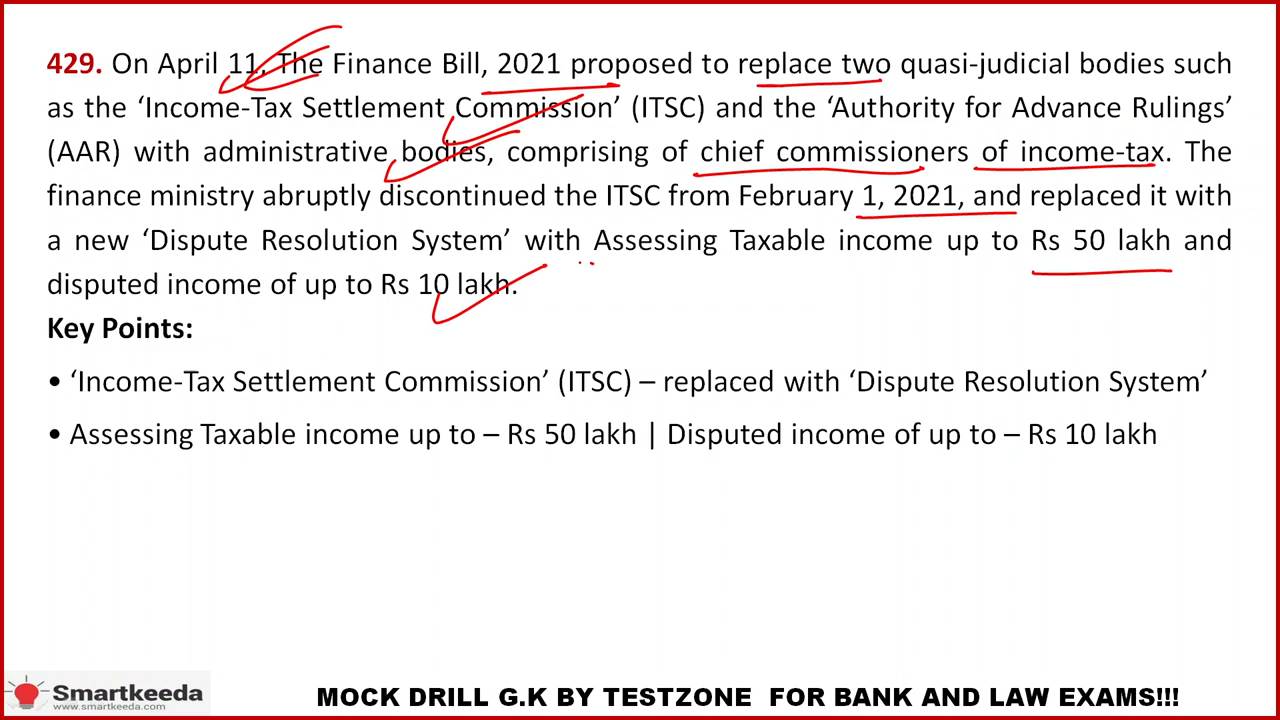 429. On April 11, The Finance Bill, 2021 proposed to replace two quasi-judicial bodies such
as the ‘Income-Tax Settlement Commission’ (ITSC) and the ‘Authority for Advance Rulings’
(AAR) with administrative bodies, comprising of chief commissioners of income-tax. The
finance ministry abruptly discontinued the ITSC from February 1, 2021, and replaced it with
a new ‘Dispute Resolution System’ with Assessing Taxable income up to Rs 50 lakh and
disputed income of up to Rs 10 lakh.
Key Points:
• ‘Income-Tax Settlement Commission’ (ITSC) – replaced with ‘Dispute Resolution System’
• Assessing Taxable income up to – Rs 50 lakh | Disputed income of up to – Rs 10 lakh
Smartkeeda
www.smartkeeda.com
MOCK DRILL G.K BY TESTZONE FOR BANK AND LAW EXAMS!!!